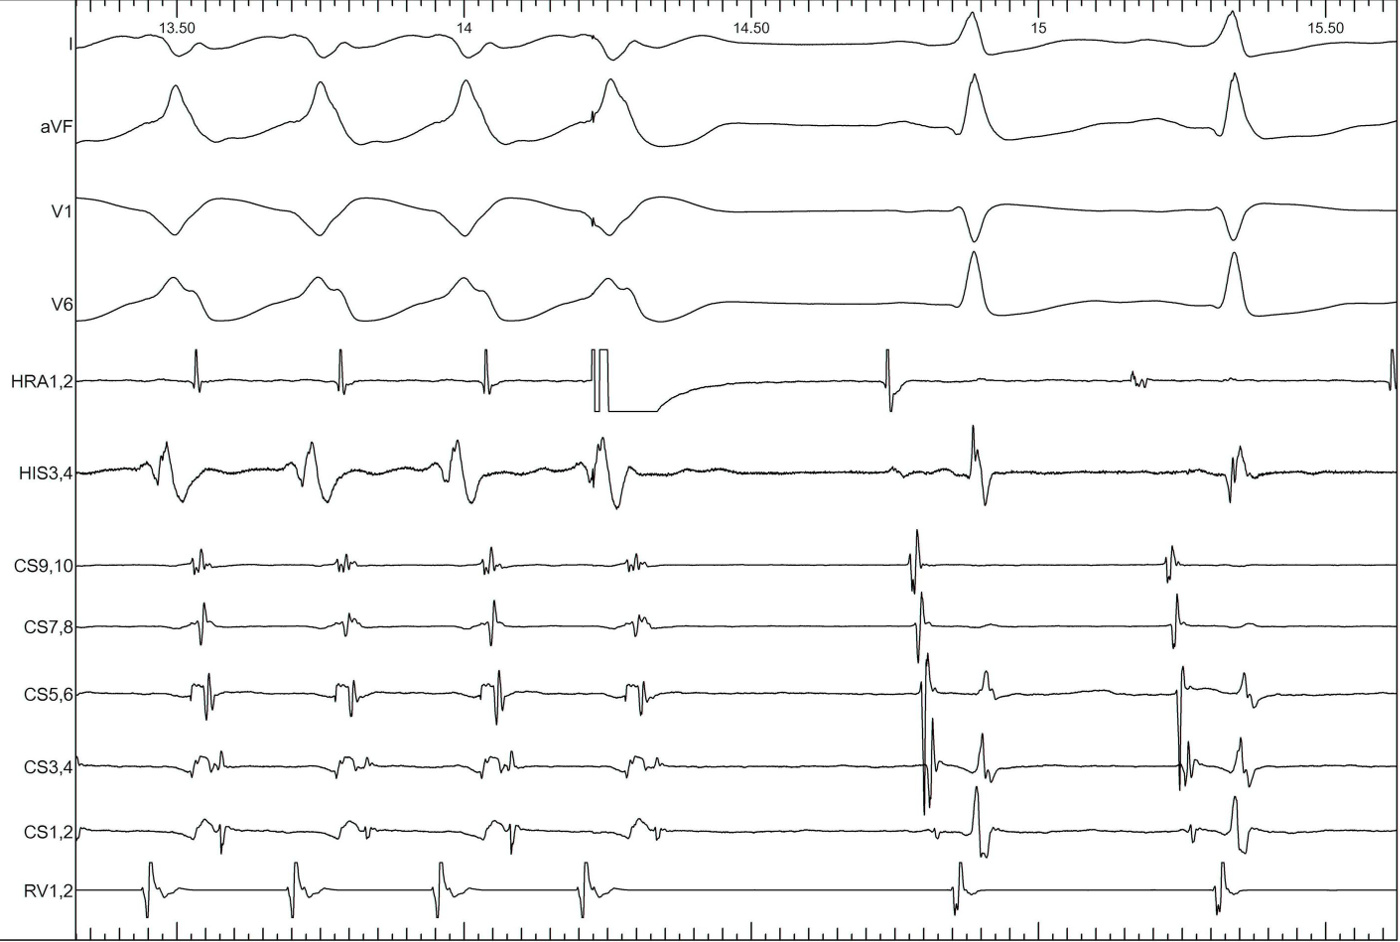 13.50 14 14.50 15 15.50
I
aVF
V1
V6
HRA1,2
HIS3,4
CS9,10
CS7,8
CS5,6
CS3,4
CS1,2
RV1,2